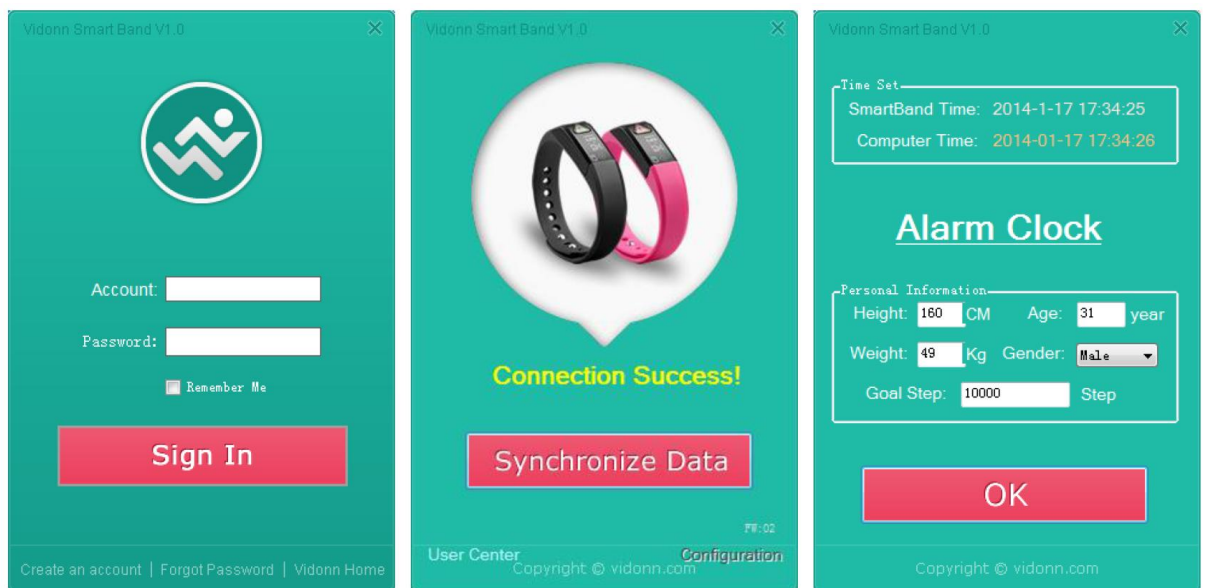 Vidonn Smart Band V1.0
Account:
Password:
Remember Me
Sign In
Create an account | Forgot Password | Vidonn Home
Vidonn Smart Band V1.0
Connection Success!
Synchronize Data
FW:02
User Center
Configuration
Copyright © vidonn.com
Vidonn Smart Band V1.0
Time Set
SmartBand Time: 2014-1-17 17:34:25
Computer Time: 2014-01-17 17:34:26
Alarm Clock
Personal Information
Height: 160 CM Age: 31 year
Weight: 49 Kg Gender: Male
Goal Step: 10000 Step
OK
Copyright © vidonn.com